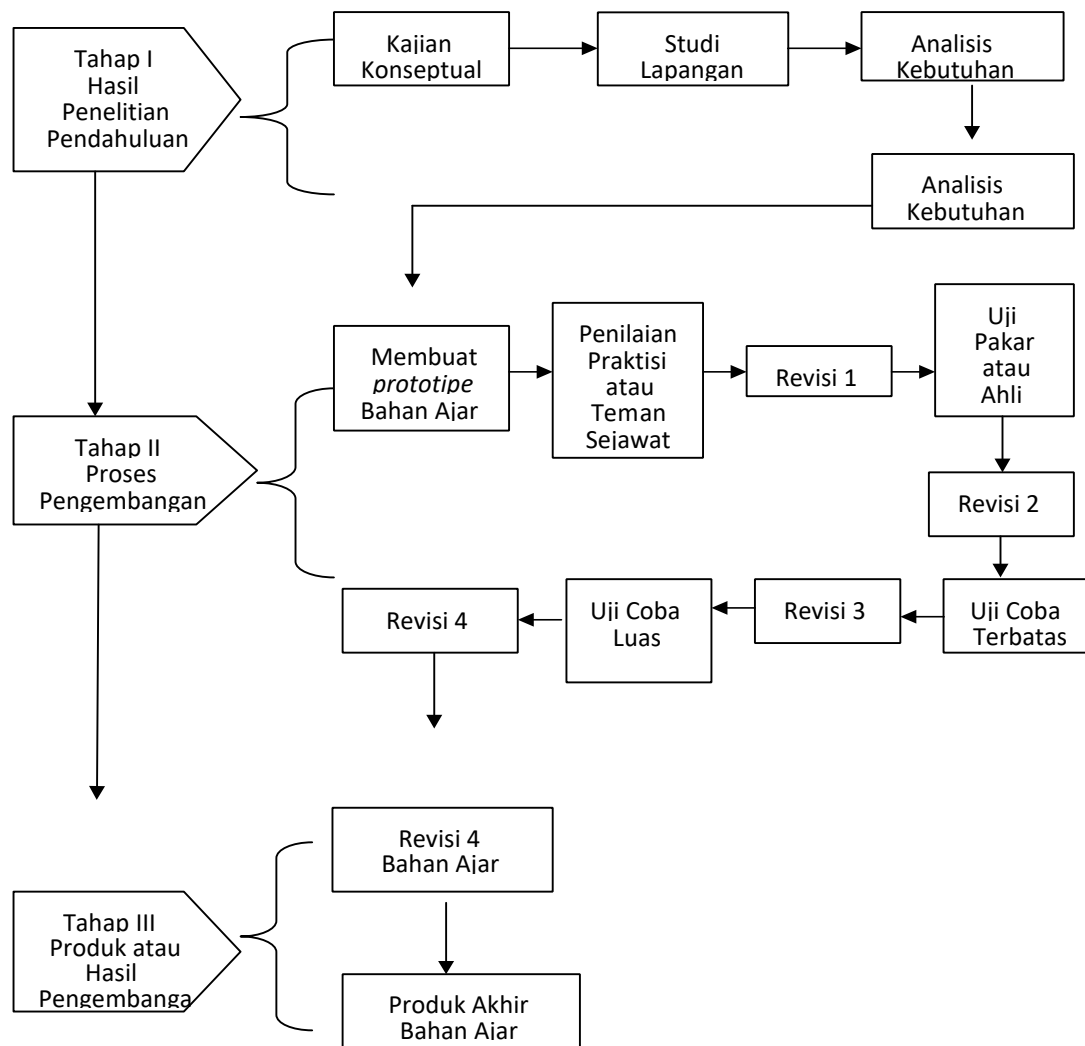 Tahap I
Hasil
Penelitian
Pendahuluan
Kajian
Konseptual
Studi
Lapangan
Analisis
Kebutuhan
Analisis
Kebutuhan
Tahap II
Proses
Pengembangan
Membuat
prototipe
Bahan Ajar
Penilaian
Praktisi
atau
Teman
Sejawat
Revisi 1
Uji
Pakar
atau
Ahli
Revisi 2
Uji Coba
Terbatas
Revisi 3
Uji Coba
Luas
Revisi 4
Tahap III
Produk atau
Hasil
Pengembanga
Revisi 4
Bahan Ajar
Produk Akhir
Bahan Ajar